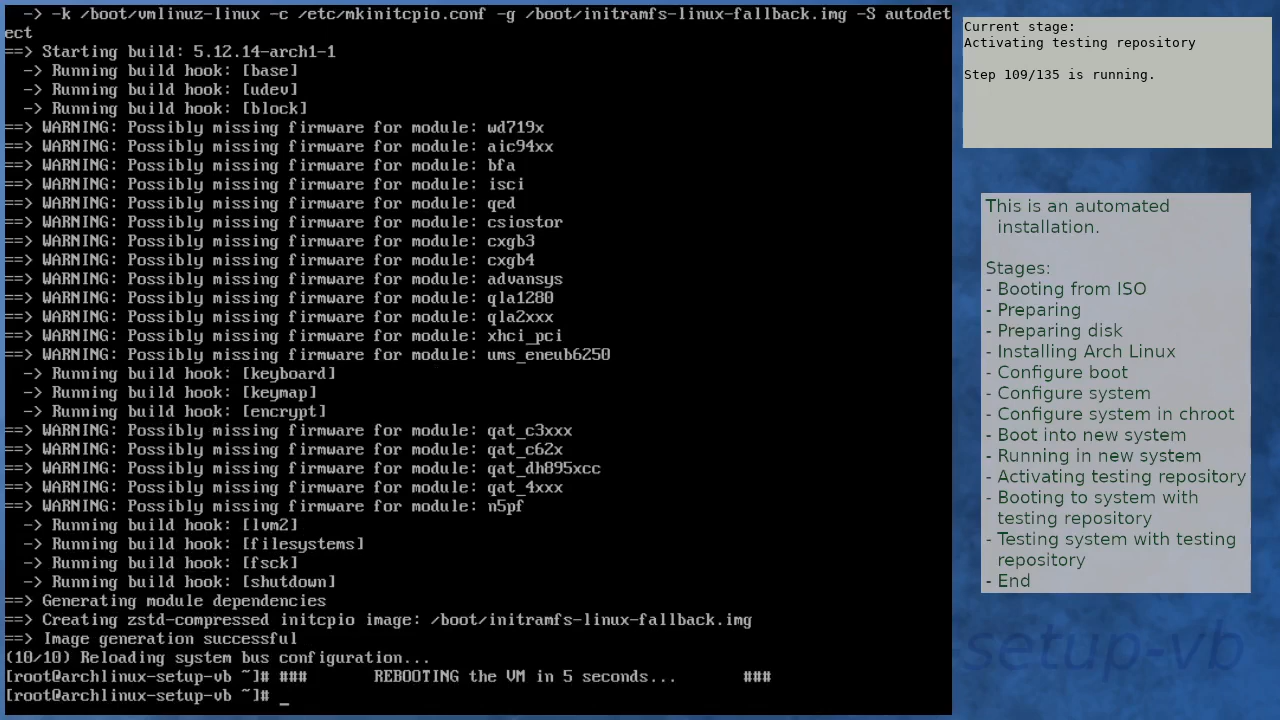 -> -k /boot/vmlinuz-linux -c /etc/mkinitcpio.conf -g /boot/initramfs-linux-fallback.img -S autodet
ect
==> Starting build: 5.12.14-arch1-1
-> Running build hook: [base]
-> Running build hook: [udev]
-> Running build hook: [block]
==> WARNING: Possibly missing firmware for module: wd719x
==> WARNING: Possibly missing firmware for module: aic94xx
==> WARNING: Possibly missing firmware for module: bfa
==> WARNING: Possibly missing firmware for module: isci
==> WARNING: Possibly missing firmware for module: qed
==> WARNING: Possibly missing firmware for module: csiostor
==> WARNING: Possibly missing firmware for module: cxgb3
==> WARNING: Possibly missing firmware for module: cxgb4
==> WARNING: Possibly missing firmware for module: advansys
==> WARNING: Possibly missing firmware for module: qla1280
==> WARNING: Possibly missing firmware for module: qla2xxx
==> WARNING: Possibly missing firmware for module: xhci_pci
==> WARNING: Possibly missing firmware for module: ums_eneub6250
-> Running build hook: [keyboard]
-> Running build hook: [keymap]
-> Running build hook: [encrypt]
==> WARNING: Possibly missing firmware for module: qat_c3xxx
==> WARNING: Possibly missing firmware for module: qat_c62x
==> WARNING: Possibly missing firmware for module: qat_dh895xcc
==> WARNING: Possibly missing firmware for module: qat_4xxx
==> WARNING: Possibly missing firmware for module: n5pf
-> Running build hook: [lvm2]
-> Running build hook: [filesystems]
-> Running build hook: [fsck]
-> Running build hook: [shutdown]
==> Generating module dependencies
==> Creating zstd-compressed initcpio image: /boot/initramfs-linux-fallback.img
==> Image generation successful
(10/10) Reloading system bus configuration...
[root@archlinux-setup-vb ~]# ### REBOOTING the VM in 5 seconds... ###
[root@archlinux-setup-vb ~]# _
Current stage:
Activating testing repository
Step 109/135 is running.
This is an automated
installation.
Stages:
- Booting from ISO
- Preparing
- Preparing disk
- Installing Arch Linux
- Configure boot
- Configure system
- Configure system in chroot
- Boot into new system
- Running in new system
- Activating testing repository
- Booting to system with
testing repository
- Testing system with testing
repository
- End
-setup-vb